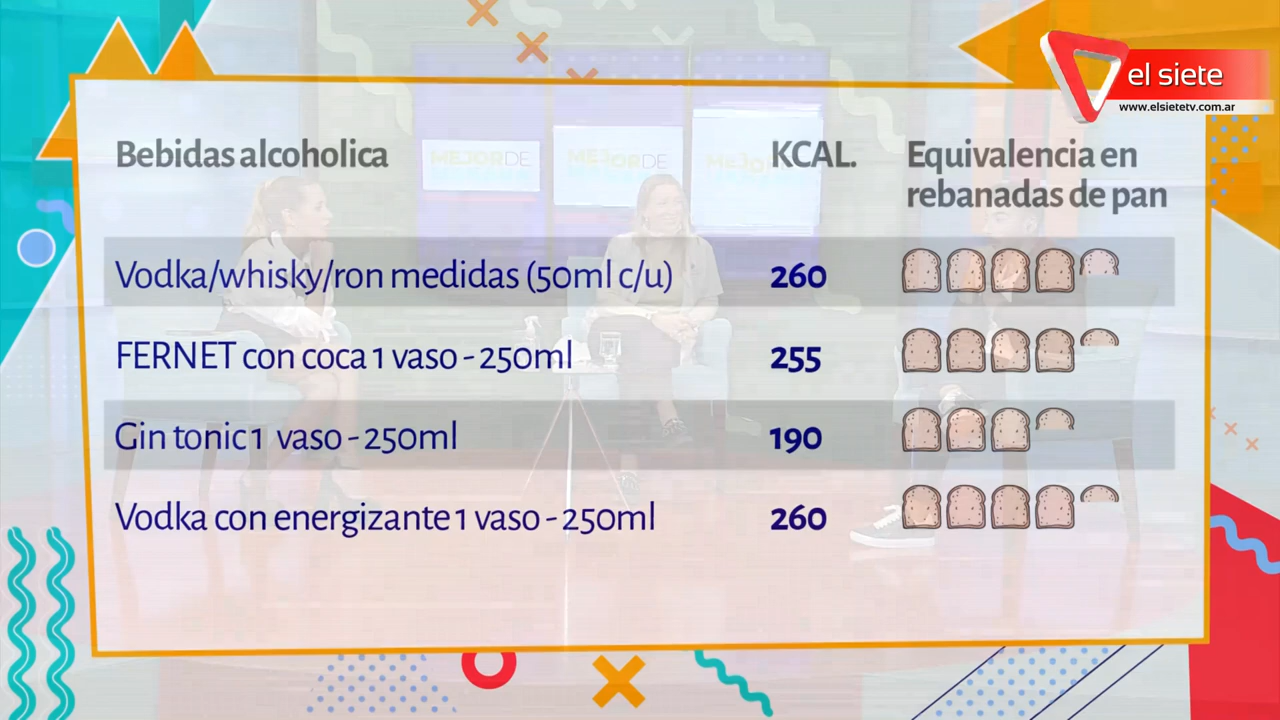 el siete
www.elsietetv.com.ar
MEJORDE
MEJORDE
Bebidas alcoholica KCAL. Equivalencia en
rebanadas de pan
Vodka/whisky/ron medidas (50ml c/u) 260
FERNET con coca 1 vaso - 250ml 255
Gin tonic 1 vaso - 250ml 190
Vodka con energizante 1 vaso - 250ml 260